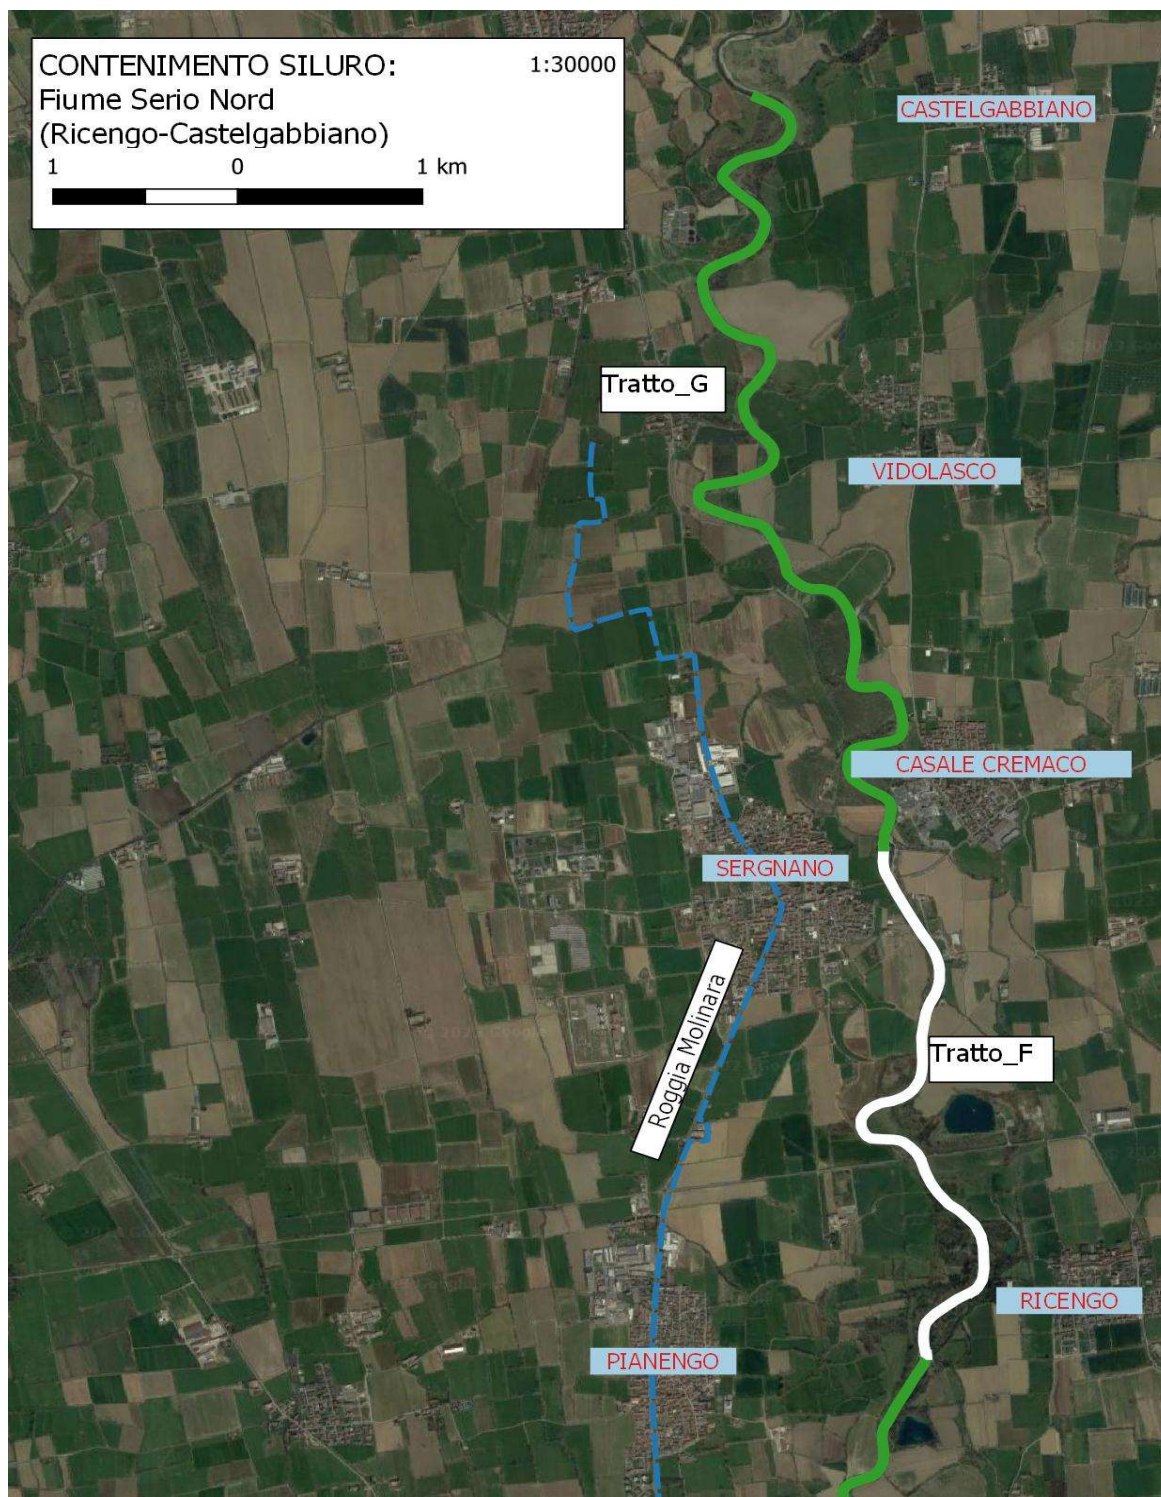 CONTENIMENTO SILURO: 1:30000
Fiume Serio Nord
(Ricengo-Castelgabbiano)
1 0 1 km
CASTELGABBIANO
Tratto_G
VIDOLASCO
CASALE CREMACO
SERGNANO
Roggia Molinara
Tratto_F
RICENGO
PIANENGO